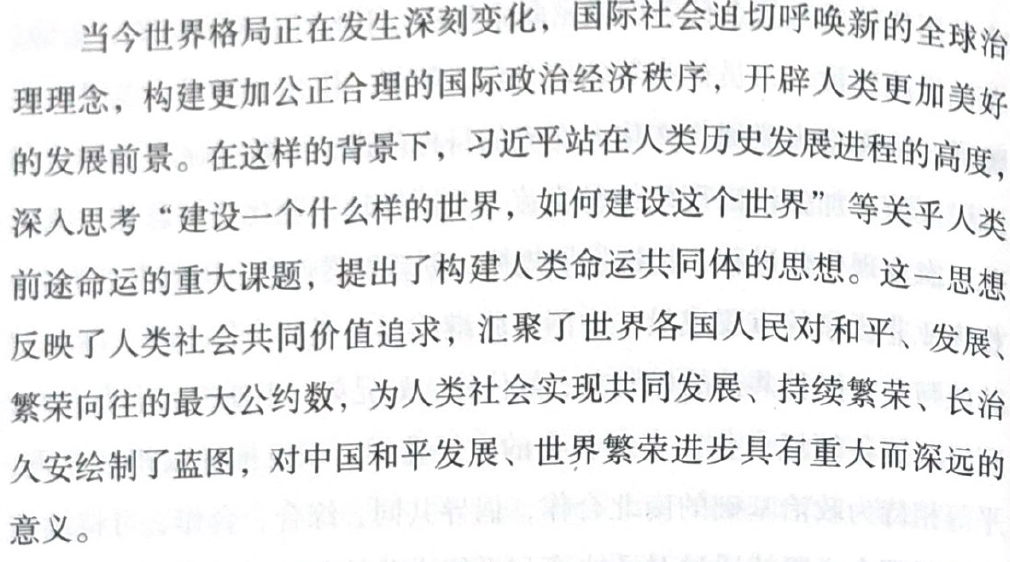 当今世界格局正在发生深刻变化，国际社会迫切呼唤新的全球治
理理念，构建更加公正合理的国际政治经济秩序，开辟人类更加美好
的发展前景。在这样的背景下，习近平站在人类历史发展进程的高度，
深入思考“建设一个什么样的世界，如何建设这个世界”等关乎人类
前途命运的重大课题，提出了构建人类命运共同体的思想。这一思想
反映了人类社会共同价值追求，汇聚了世界各国人民对和平、发展、
繁荣向往的最大公约数，为人类社会实现共同发展、持续繁荣、长治
久安绘制了蓝图，对中国和平发展、世界繁荣进步具有重大而深远的
意义。